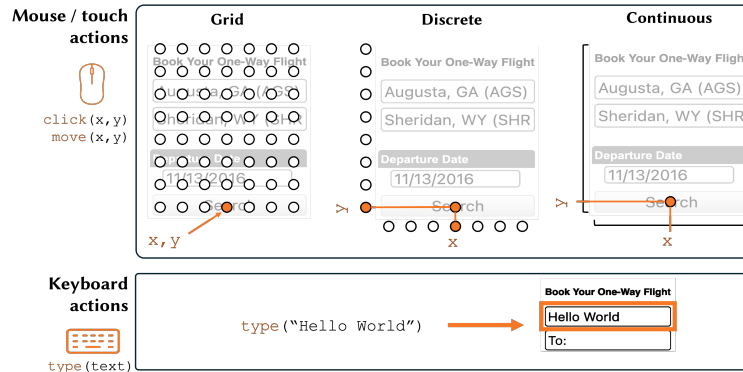 Mouse / touch
actions
click(x,y)
move(x,y)
Grid
Book Your One-Way Flight
Augusta, GA (AGS)
Sheridan, WY (SHR
Departure Date
11/13/2016
Search
x,y
Discrete
Book Your One-Way Flight
Augusta, GA (AGS)
Sheridan, WY (SHR
Departure Date
11/13/2016
Search
y
x
Continuous
Book Your One-Way Fligh
Augusta, GA (AGS)
Sheridan, WY (SHR
Departure Date
11/13/2016
Search
y
x
Keyboard
actions
type(text)
type(“Hello World”)
Book Your One-Way Flight
Hello World
To: